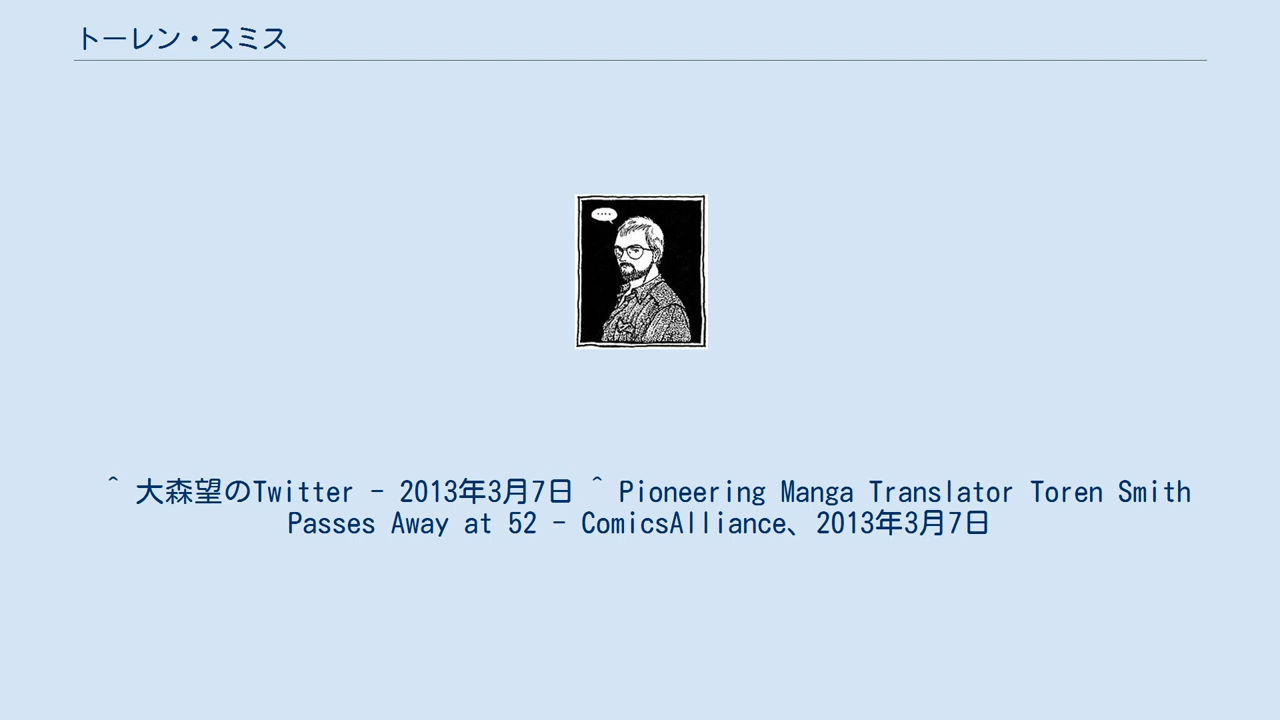 トーレン・スミス
....
^ 大森望のTwitter - 2013年3月7日 ^ Pioneering Manga Translator Toren Smith
Passes Away at 52 - ComicsAlliance、2013年3月7日